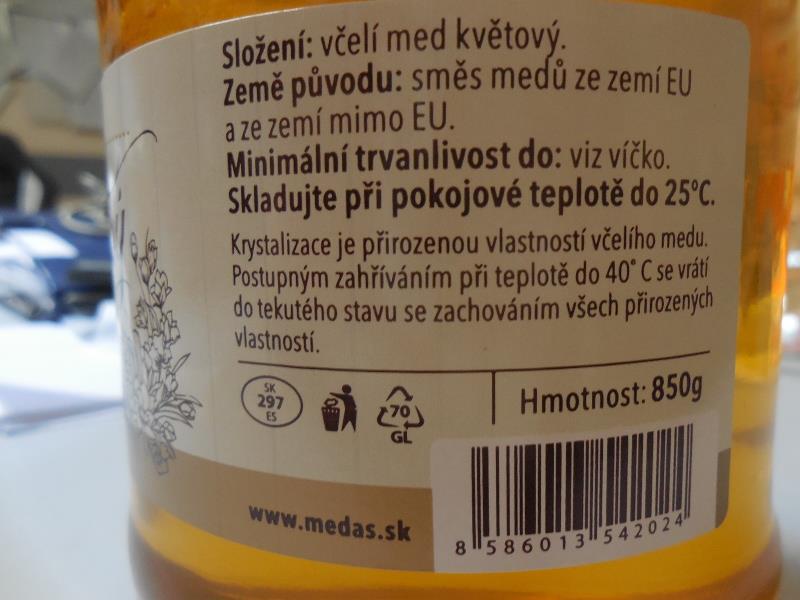 Složení: včelí med květový.
Země původu: směs medů ze zemí EU
a ze zemí mimo EU.
Minimální trvanlivost do: viz víčko.
Skladujte při pokojové teplotě do 25°C.
Krystalizace je přirozenou vlastností včelího medu.
Postupným zahříváním při teplotě do 40° C se vrátí
do tekutého stavu se zachováním všech přirozených
vlastností.
SK
297
ES
70
GL
Hmotnost: 850g
www.medas.sk
8 586013 542024